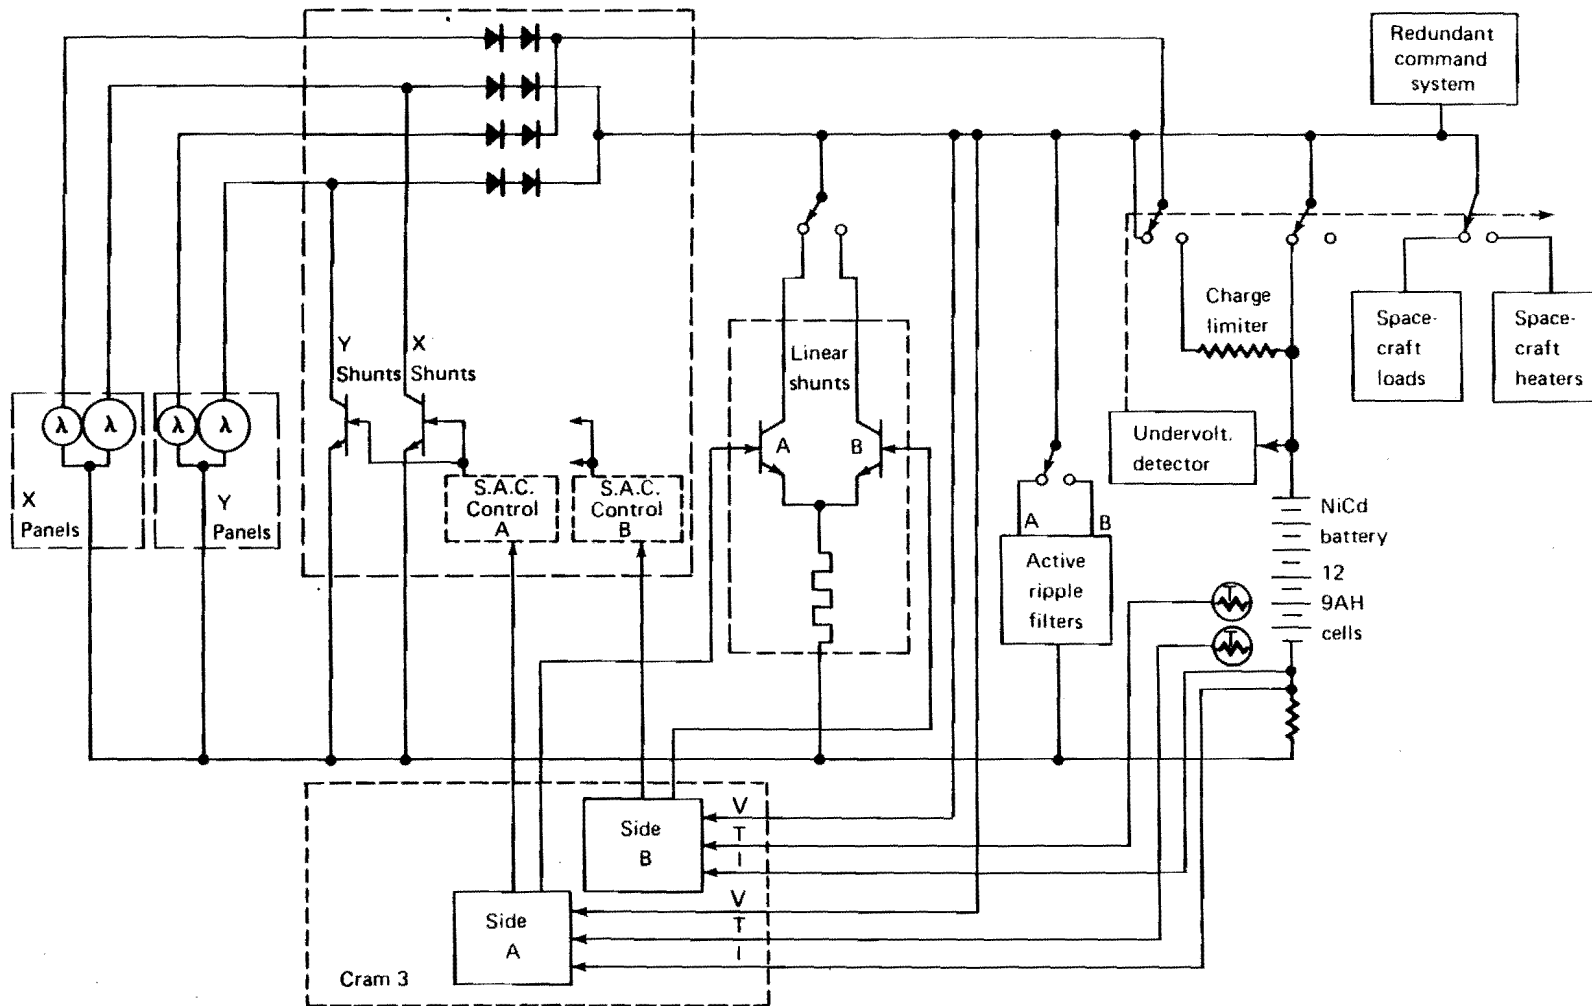 Redundant
command
system
Y
Shunts
X
Shunts
Charge
limiter
Linear
shunts
Space-
craft
loads
Space-
craft
heaters
λ
λ
λ
λ
X
Panels
Y
Panels
S.A.C.
Control
A
S.A.C.
Control
B
A
B
Undervolt.
detector
A
B
Active
ripple
filters
NiCd
battery
12
9AH
cells
T
T
Side
B
V
T
I
Side
A
V
T
I
Cram 3